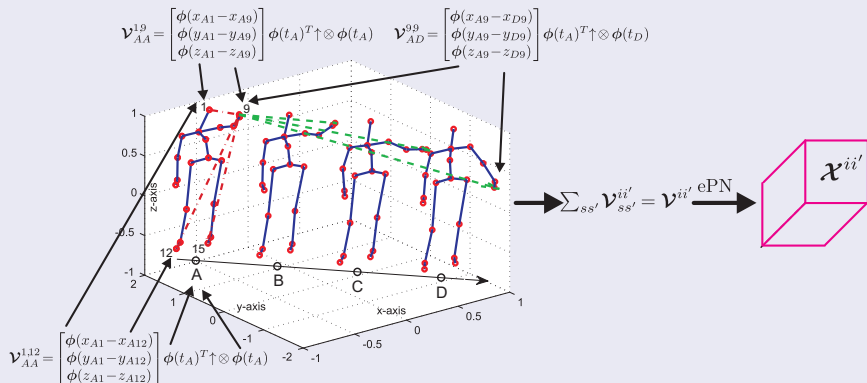 𝓥_{AA}^{1,9} = [ϕ(x_{A1}−x_{A9}) ϕ(y_{A1}−y_{A9}) ϕ(z_{A1}−z_{A9})] ϕ(t_A)^T ↑⊗ ϕ(t_A)
𝓥_{AD}^{9,9} = [ϕ(x_{A9}−x_{D9}) ϕ(y_{A9}−y_{D9}) ϕ(z_{A9}−z_{D9})] ϕ(t_A)^T ↑⊗ ϕ(t_D)
1
9
12
15
z-axis
1
0.5
0
-0.5
-1
A
B
C
D
2
1
0
-1
-2
y-axis
-1
-0.5
0
0.5
1
x-axis
∑_{ss′} 𝓥_{ss′}^{ii′} = 𝓥^{ii′}
ePN
𝓧^{ii′}
𝓥_{AA}^{1,12} = [ϕ(x_{A1}−x_{A12}) ϕ(y_{A1}−y_{A12}) ϕ(z_{A1}−z_{A12})] ϕ(t_A)^T ↑⊗ ϕ(t_A)